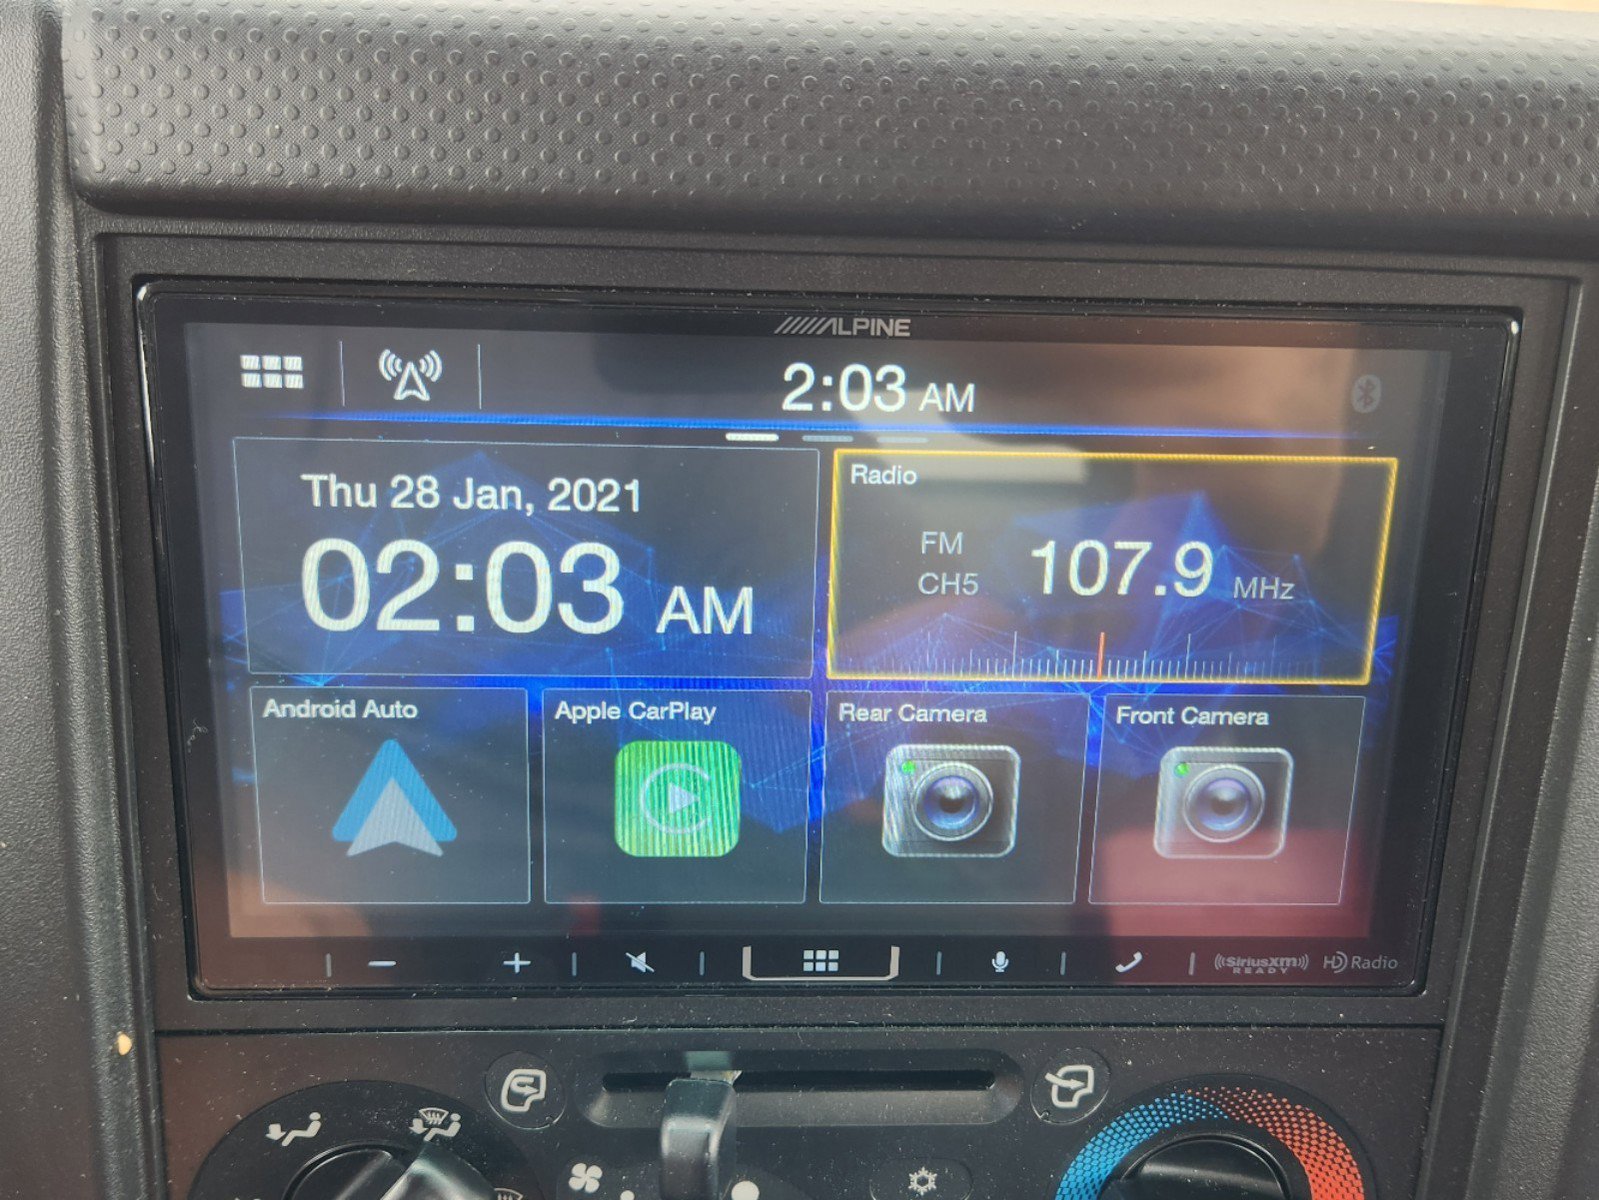 ALPINE
2:03 AM
Thu 28 Jan, 2021
02:03 AM
Radio
FM
CH5
107.9 MHz
Android Auto
Apple CarPlay
Rear Camera
Front Camera
((SiriusXM)) HD Radio
READY